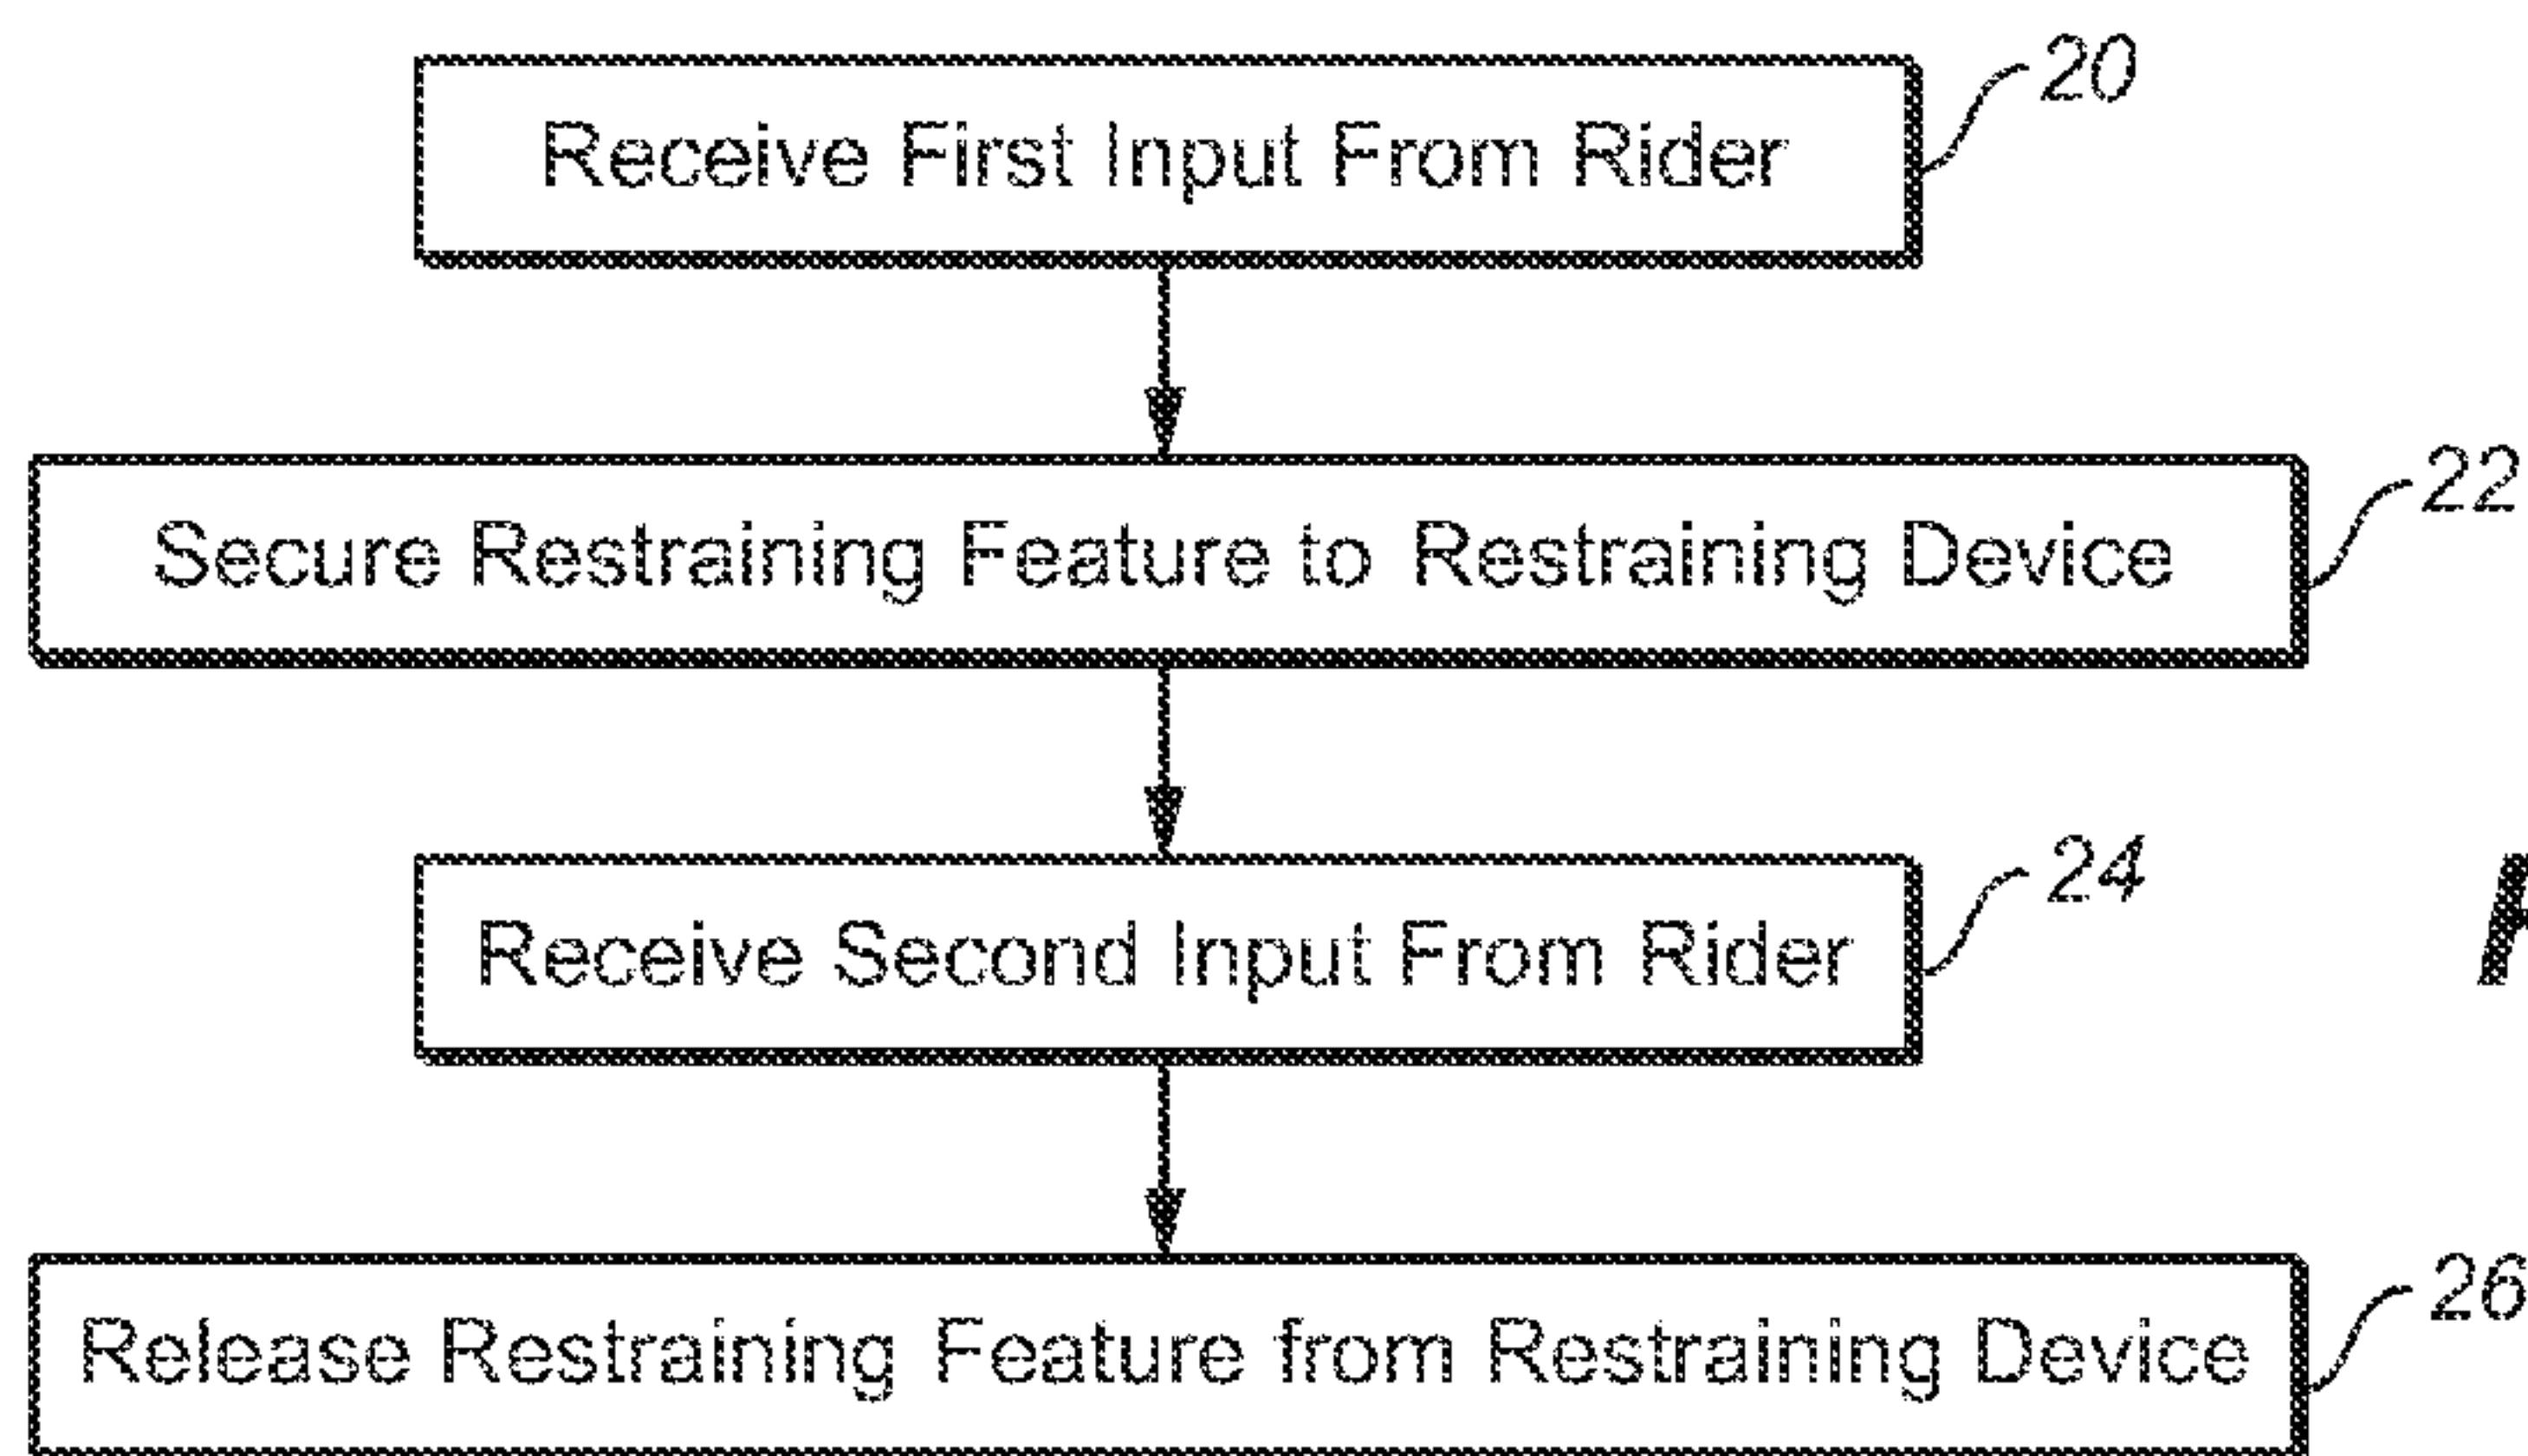 Receive First Input From Rider
20
Secure Restraining Feature to Restraining Device
22
Receive Second Input From Rider
24
Release Restraining Feature from Restraining Device
26